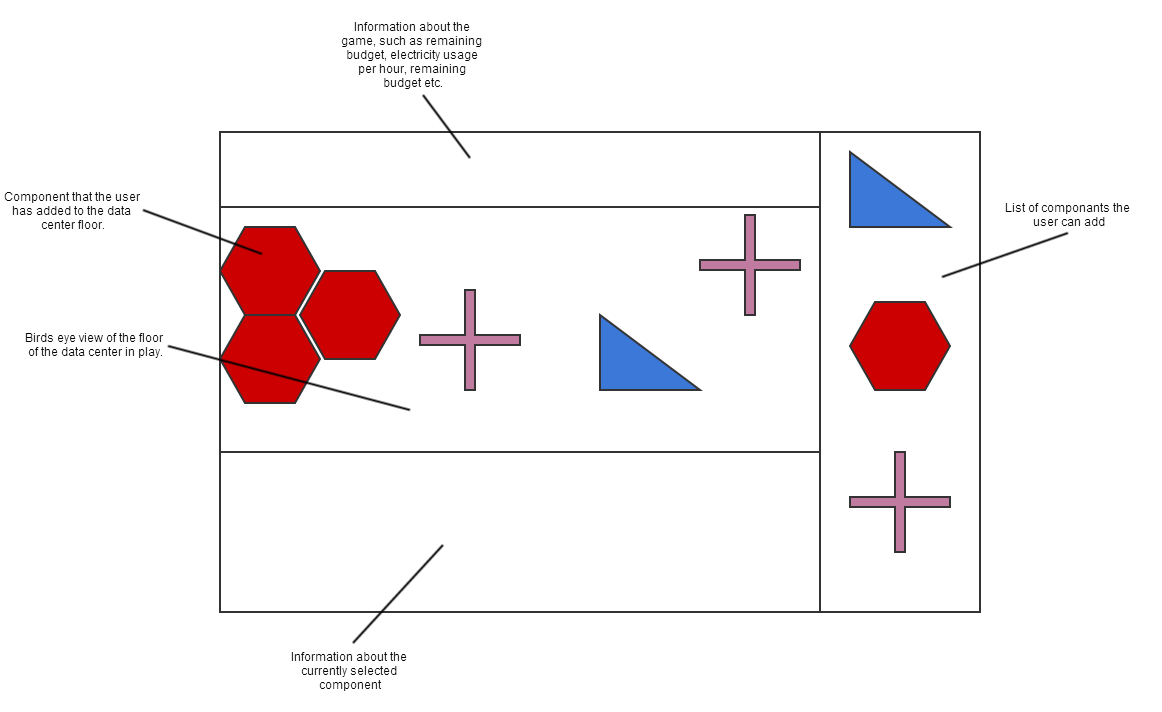 Information about the
game, such as remaining
budget, electricity usage
per hour, remaining
budget etc.
Component that the user
has added to the data
center floor.
List of componants the
user can add
Birds eye view of the floor
of the data center in play.
Information about the
currently selected
component